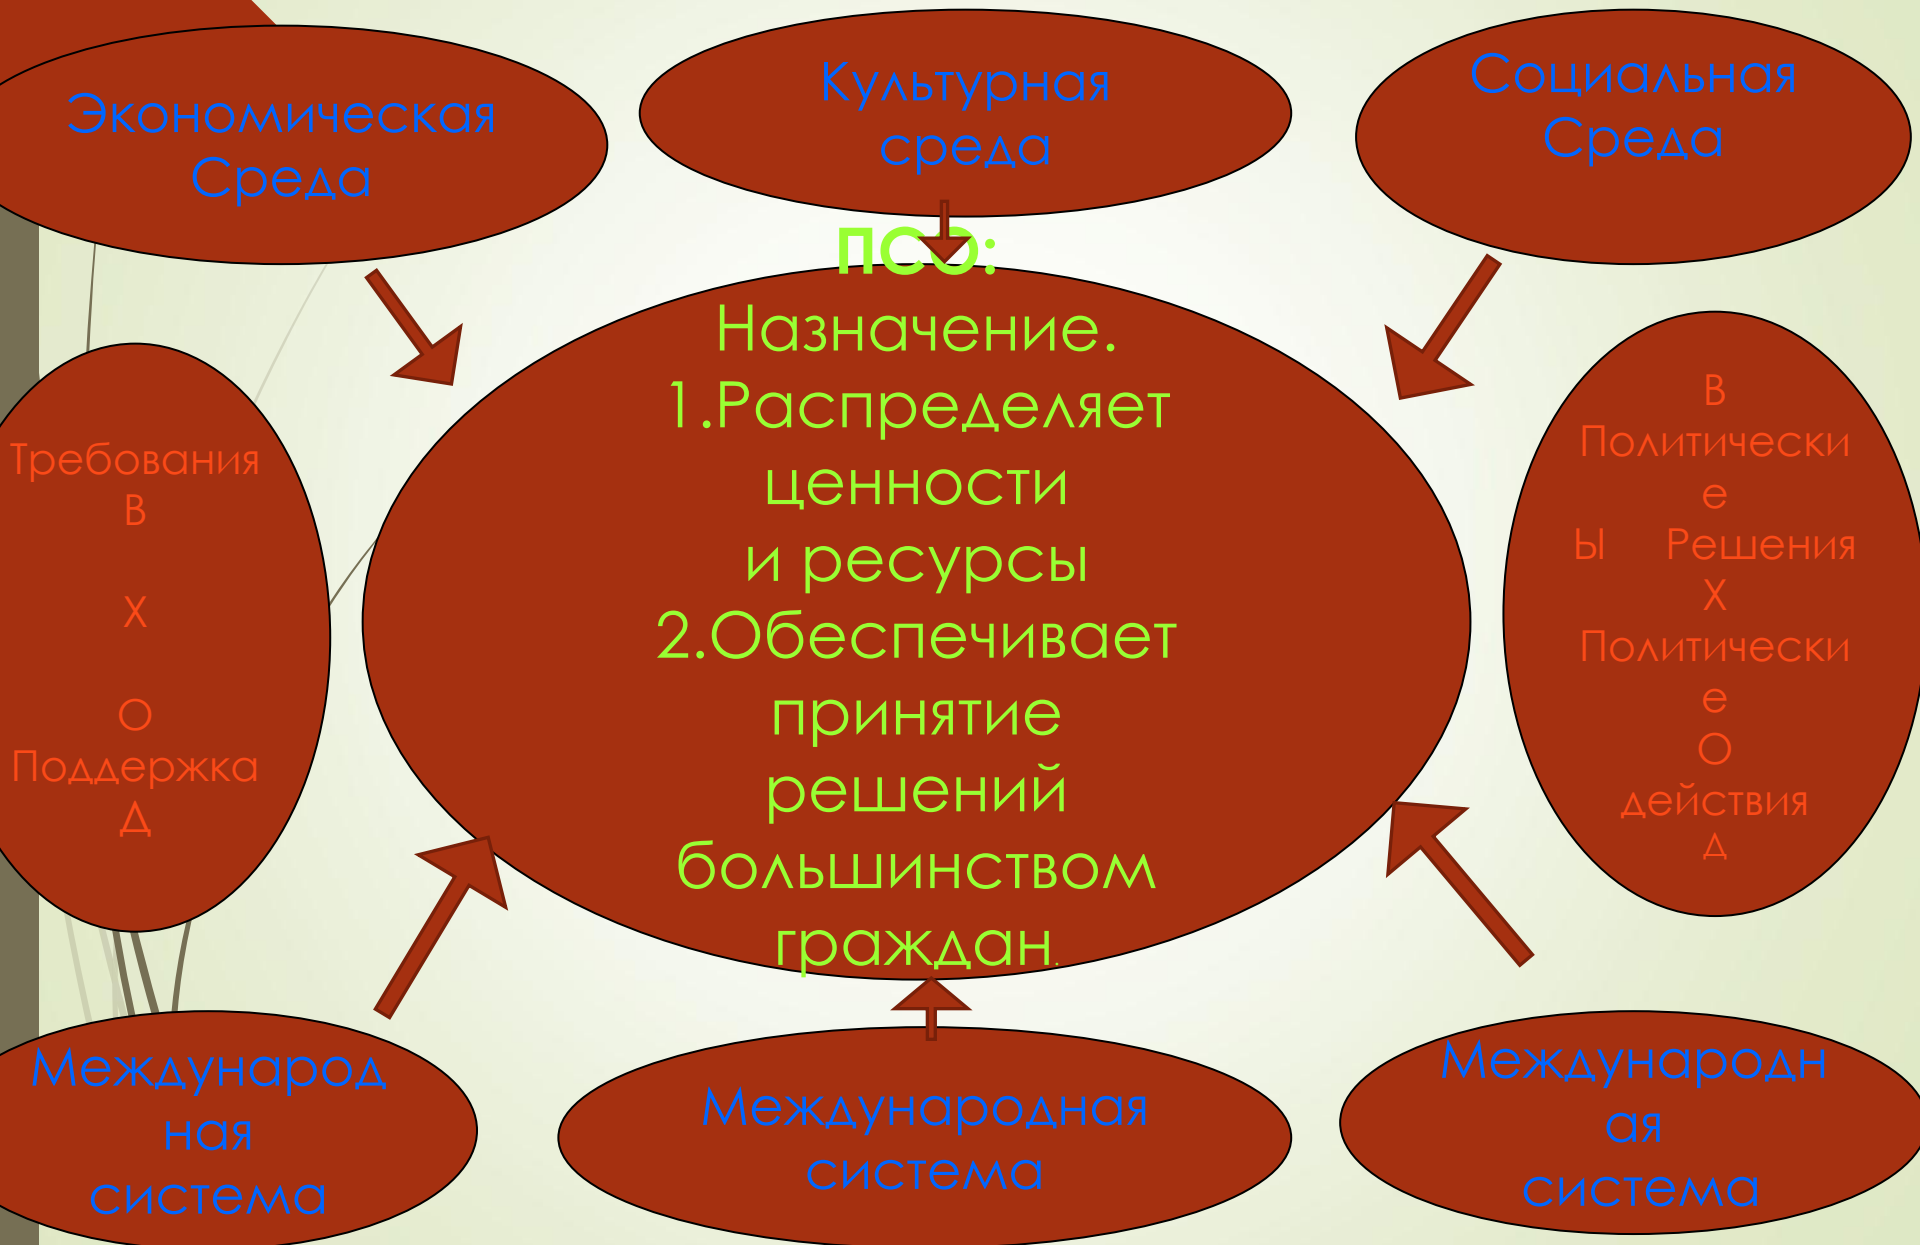 Экономическая
Среда
Культурная
среда
Социальная
Среда
ПСО:
Назначение.
1.Распределяет
ценности
и ресурсы
2.Обеспечивает
принятие
решений
большинством
граждан.
Требования
В
Х
О
Поддержка
Д
В
Политически
е
Ы Решения
Х
Политически
е
О
действия
Д
Международ
ная
система
Международная
система
Международн
ая
система